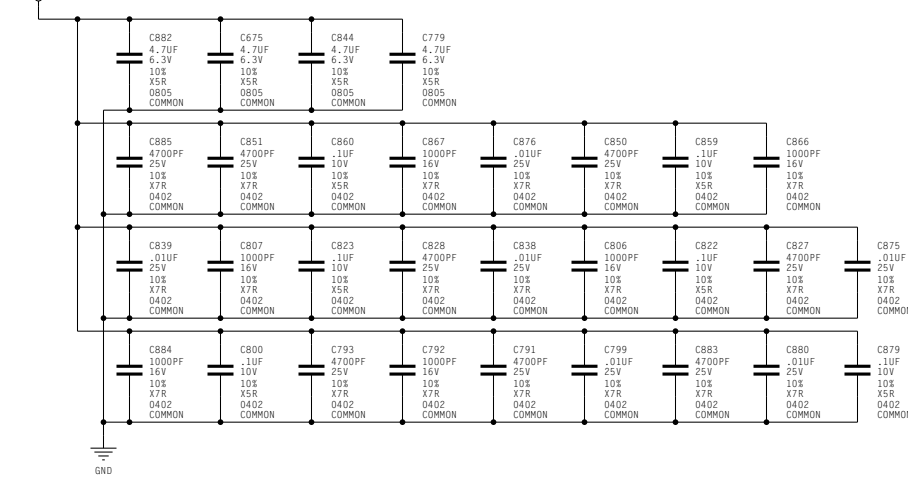 C882
4.7UF
6.3V
10%
X5R
0805
COMMON
C675
4.7UF
6.3V
10%
X5R
0805
COMMON
C844
4.7UF
6.3V
10%
X5R
0805
COMMON
C779
4.7UF
6.3V
10%
X5R
0805
COMMON
C885
4700PF
25V
10%
X7R
0402
COMMON
C851
4700PF
25V
10%
X7R
0402
COMMON
C860
.1UF
10V
10%
X5R
0402
COMMON
C867
1000PF
16V
10%
X7R
0402
COMMON
C876
.01UF
25V
10%
X7R
0402
COMMON
C850
4700PF
25V
10%
X7R
0402
COMMON
C859
.1UF
10V
10%
X5R
0402
COMMON
C866
1000PF
16V
10%
X7R
0402
COMMON
C839
.01UF
25V
10%
X7R
0402
COMMON
C807
1000PF
16V
10%
X7R
0402
COMMON
C823
.1UF
10V
10%
X5R
0402
COMMON
C828
4700PF
25V
10%
X7R
0402
COMMON
C838
.01UF
25V
10%
X7R
0402
COMMON
C806
1000PF
16V
10%
X7R
0402
COMMON
C822
.1UF
10V
10%
X5R
0402
COMMON
C827
4700PF
25V
10%
X7R
0402
COMMON
C875
.01UF
25V
10%
X7R
0402
COMMON
C884
1000PF
16V
10%
X7R
0402
COMMON
C800
.1UF
10V
10%
X5R
0402
COMMON
C793
4700PF
25V
10%
X7R
0402
COMMON
C792
1000PF
16V
10%
X7R
0402
COMMON
C791
4700PF
25V
10%
X7R
0402
COMMON
C799
.01UF
25V
10%
X7R
0402
COMMON
C883
4700PF
25V
10%
X7R
0402
COMMON
C880
.01UF
25V
10%
X7R
0402
COMMON
C879
.1UF
10V
10%
X5R
0402
COMMON
GND